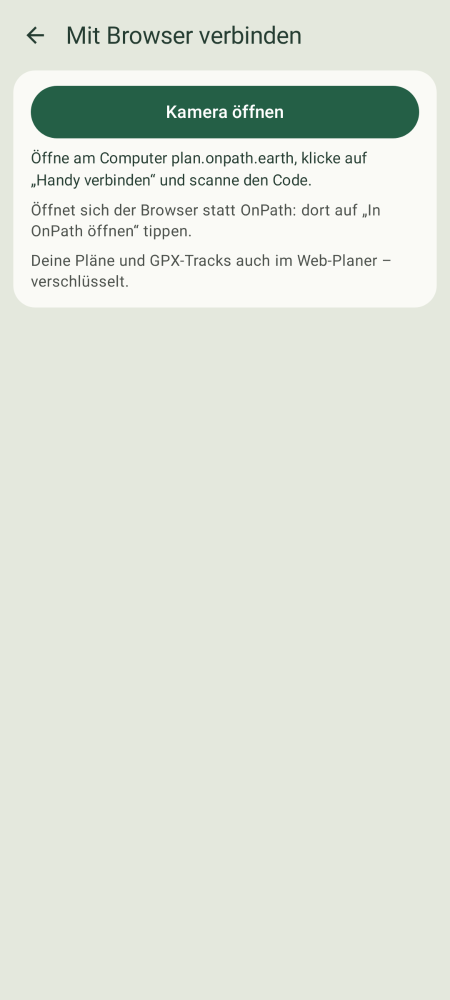 Mit Browser verbinden
Kamera öffnen
Öffne am Computer plan.onpath.earth, klicke auf
„Handy verbinden“ und scanne den Code.
Öffnet sich der Browser statt OnPath: dort auf „In
OnPath öffnen“ tippen.
Deine Pläne und GPX-Tracks auch im Web-Planer –
verschlüsselt.